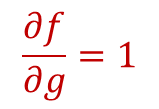 ∂f/∂g = 1